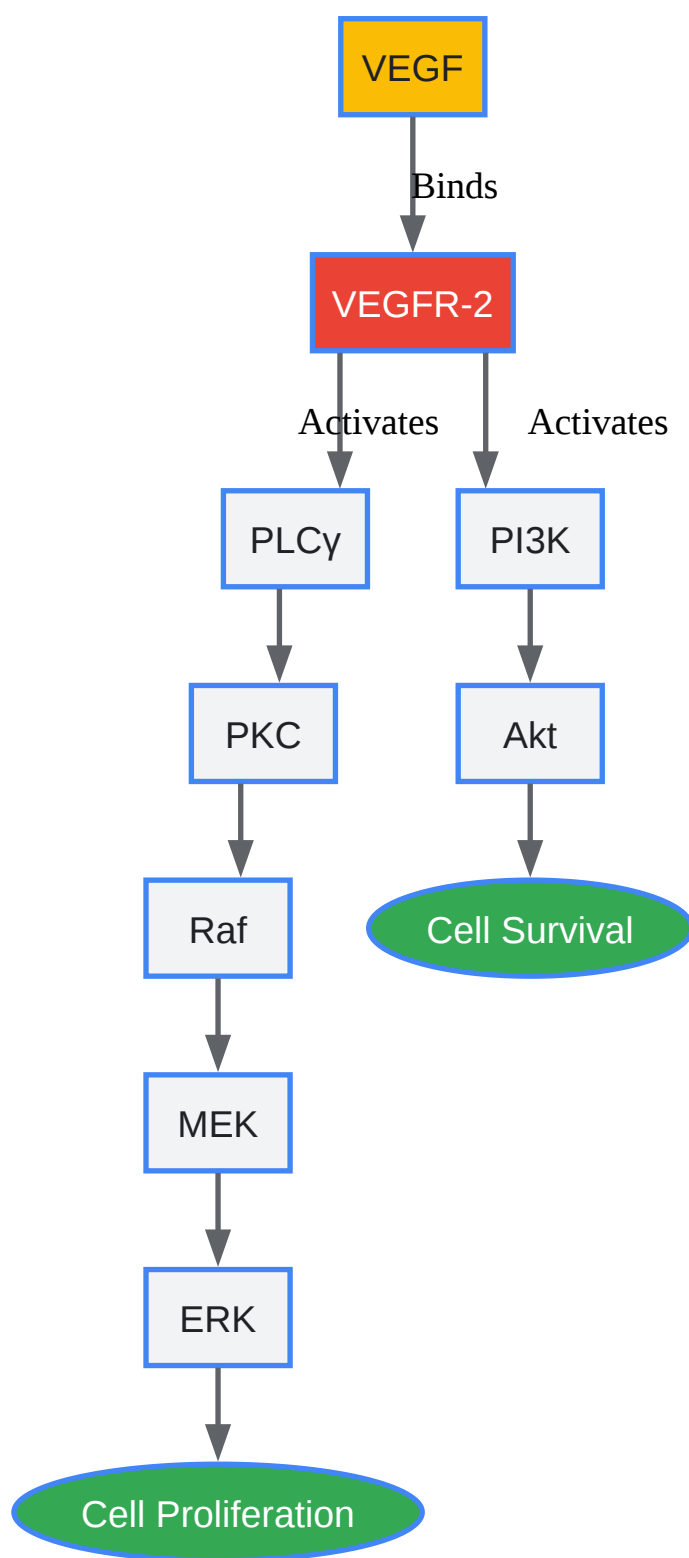 VEGF
Binds
VEGFR-2
Activates
Activates
PLCγ
PI3K
PKC
Akt
Raf
Cell Survival
MEK
ERK
Cell Proliferation